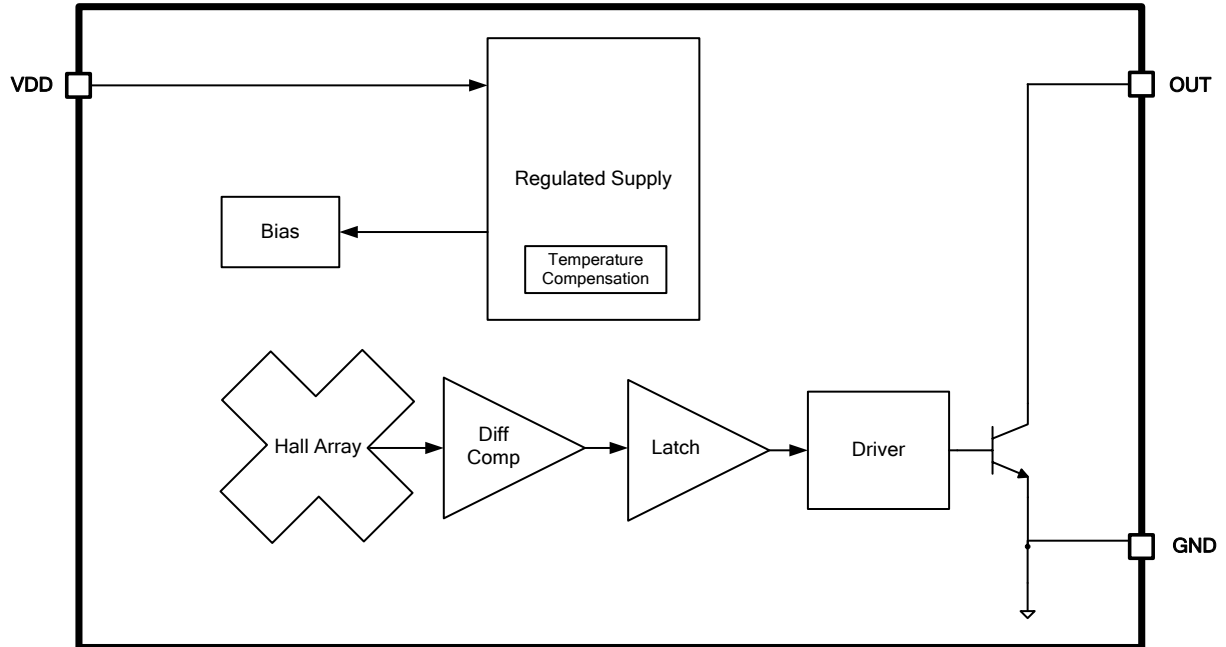 VDD
OUT
Regulated Supply
Bias
Temperature
Compensation
Hall Array
Diff
Comp
Latch
Driver
GND